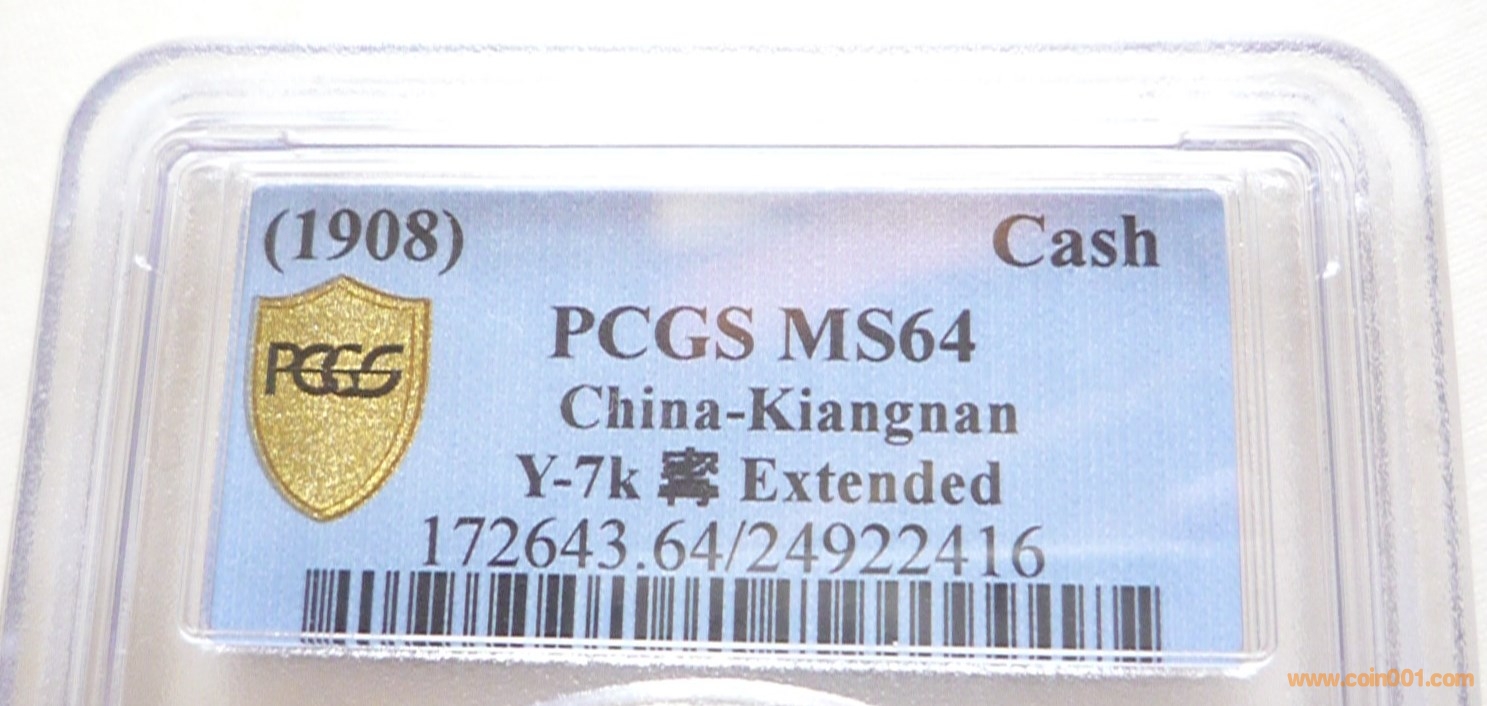 (1908) Cash
PCGS
PCGS MS64
China-Kiangnan
Y-7k 寗 Extended
172643.64/24922416
www.coin001.com